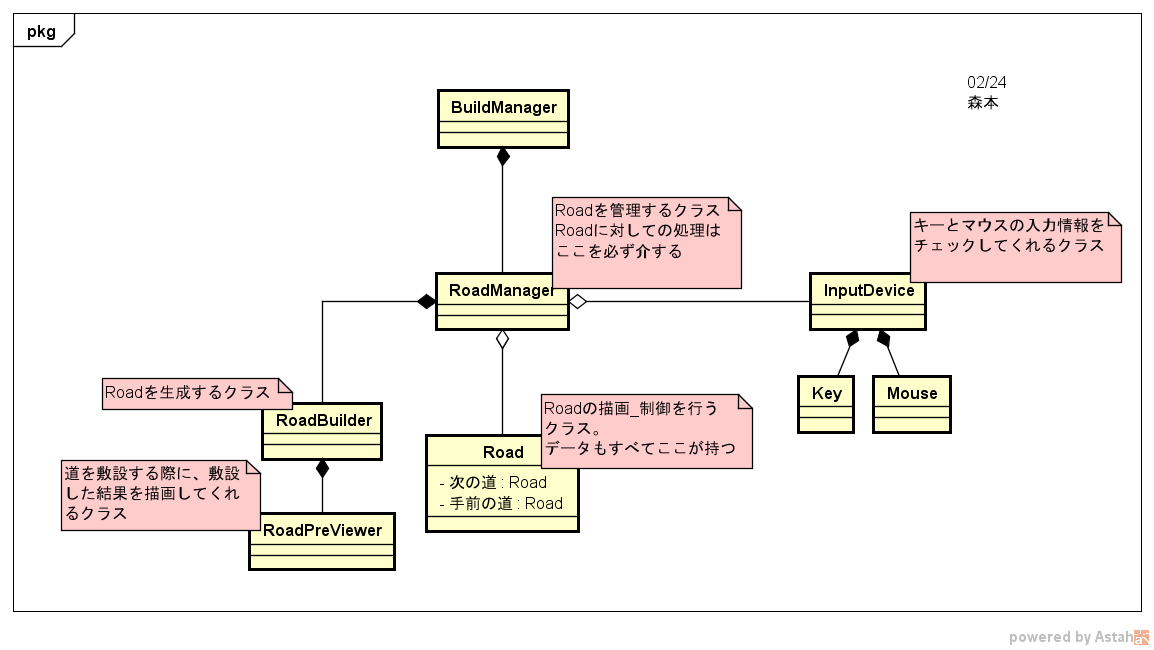 pkg
02/24
森本
BuildManager
Roadを管理するクラス
Roadに対しての処理は
ここを必ず介する
キーとマウスの入力情報を
チェックしてくれるクラス
RoadManager
InputDevice
Key
Mouse
Roadを生成するクラス
RoadBuilder
Roadの描画_制御を行う
クラス。
データもすべてここが持つ
Road
- 次の道 : Road
- 手前の道 : Road
道を敷設する際に、敷設
した結果を描画してくれ
るクラス
RoadPreViewer
powered by Astah